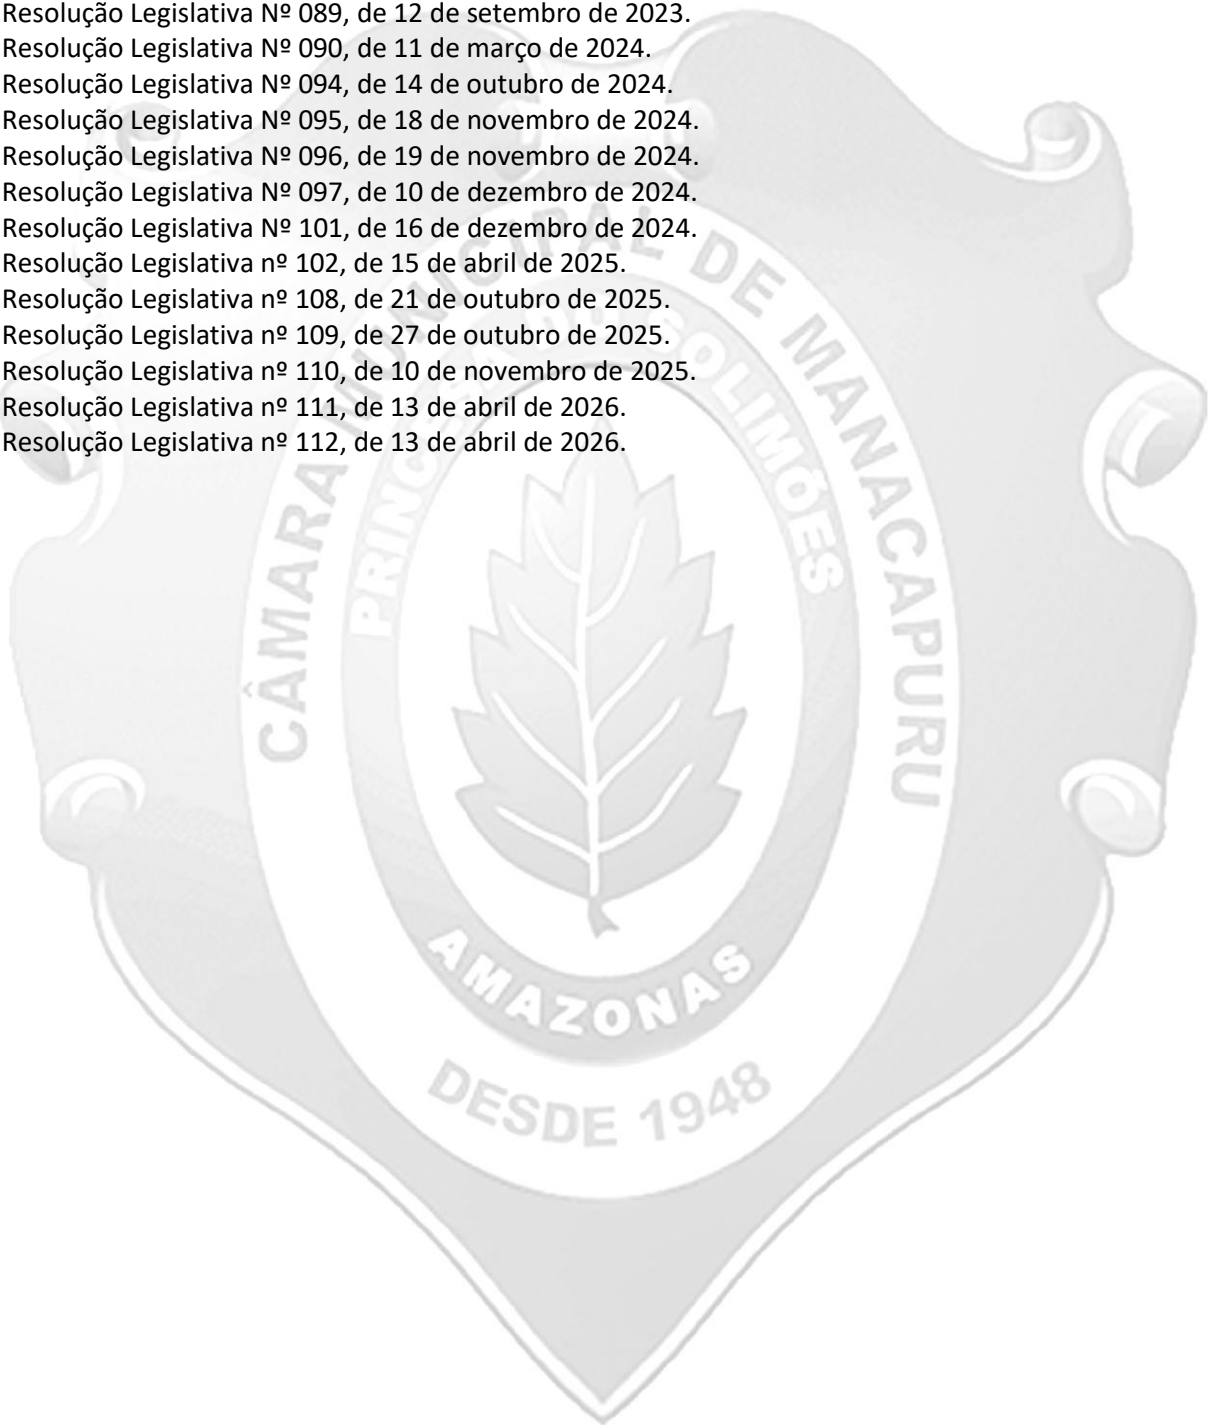 Resolução Legislativa Nº 089, de 12 de setembro de 2023.
Resolução Legislativa Nº 090, de 11 de março de 2024.
Resolução Legislativa Nº 094, de 14 de outubro de 2024.
Resolução Legislativa Nº 095, de 18 de novembro de 2024.
Resolução Legislativa Nº 096, de 19 de novembro de 2024.
Resolução Legislativa Nº 097, de 10 de dezembro de 2024.
Resolução Legislativa Nº 101, de 16 de dezembro de 2024.
Resolução Legislativa nº 102, de 15 de abril de 2025.
Resolução Legislativa nº 108, de 21 de outubro de 2025.
Resolução Legislativa nº 109, de 27 de outubro de 2025.
Resolução Legislativa nº 110, de 10 de novembro de 2025.
Resolução Legislativa nº 111, de 13 de abril de 2026.
Resolução Legislativa nº 112, de 13 de abril de 2026.
CÂMARA MUNICIPAL DE MANACAPURU
PRINCESA DO SOLIMÕES
AMAZONAS
DESDE 1948